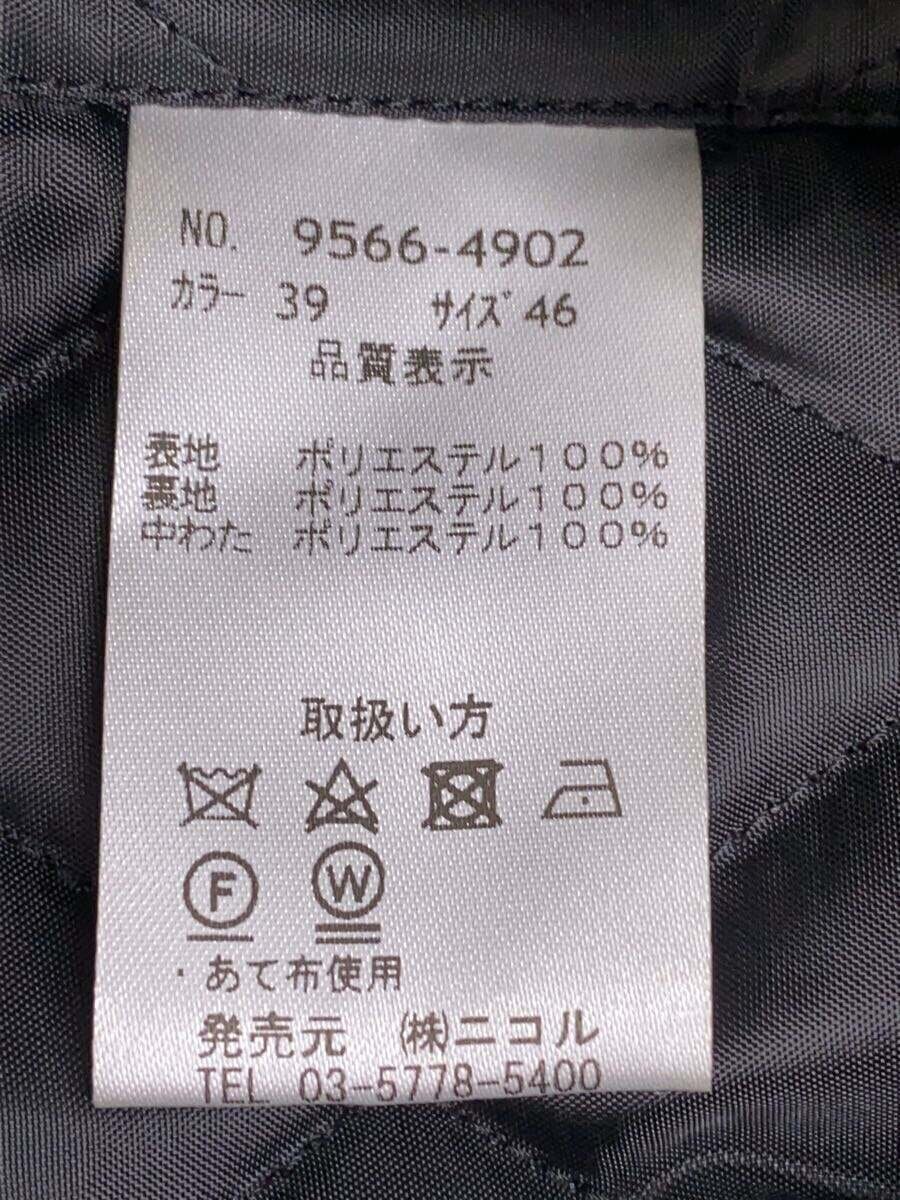 NO. 9566-4902
カラー 39 サイズ 46
品質表示
表地 ポリエステル100%
裏地 ポリエステル100%
中わた ポリエステル100%
取扱い方
F W
・あて布使用
発売元 (株)ニコル
TEL 03-5778-5400